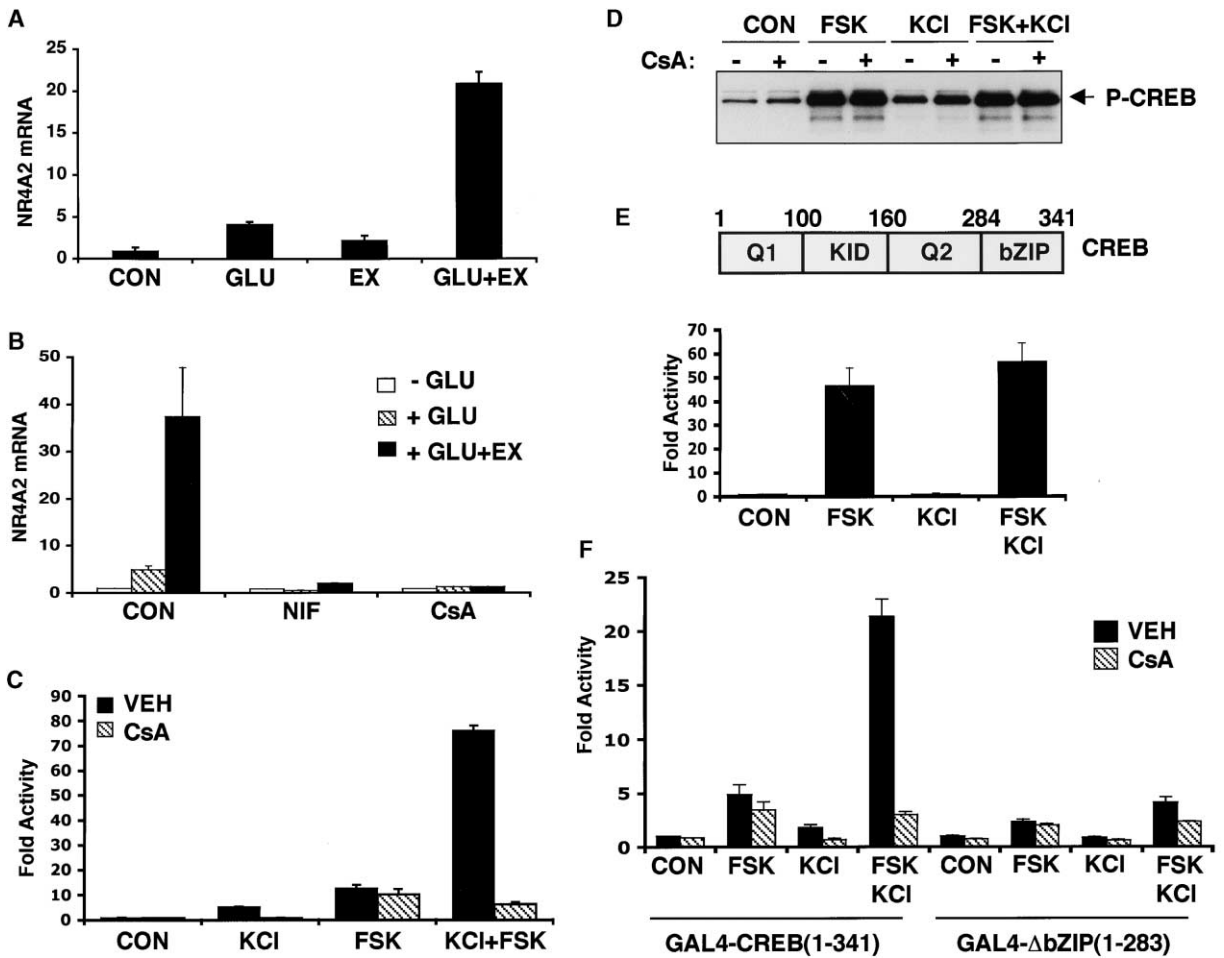 A
NR4A2 mRNA
25
20
15
10
5
0
CON GLU EX GLU+EX
B
NR4A2 mRNA
50
40
30
20
10
0
- GLU
+ GLU
+ GLU+EX
CON NIF CsA
C
Fold Activity
90
80
70
60
50
40
30
20
10
0
VEH
CsA
CON KCl FSK KCl+FSK
D
CON FSK KCl FSK+KCl
CsA: - + - + - + - +
P-CREB
E
1 100 160 284 341
Q1 KID Q2 bZIP CREB
Fold Activity
70
60
50
40
30
20
10
0
CON FSK KCl FSK
KCl
F
Fold Activity
25
20
15
10
5
0
VEH
CsA
CON FSK KCl FSK CON FSK KCl FSK
KCl KCl
GAL4-CREB(1-341) GAL4-ΔbZIP(1-283)